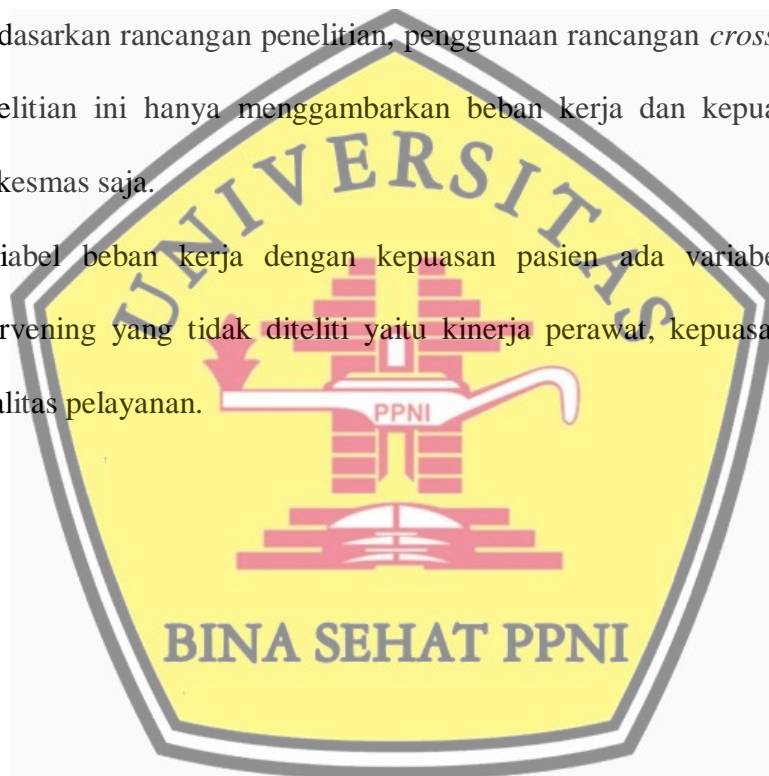 dasarkan rancangan penelitian, penggunaan rancangan cross
elitian ini hanya menggambarkan beban kerja dan kepua
kesmas saja.
iabel beban kerja dengan kepuasan pasien ada variabe
rvening yang tidak diteliti yaitu kinerja perawat, kepuasa
alitas pelayanan.
UNIVERSITAS
PPNI
BINA SEHAT PPNI